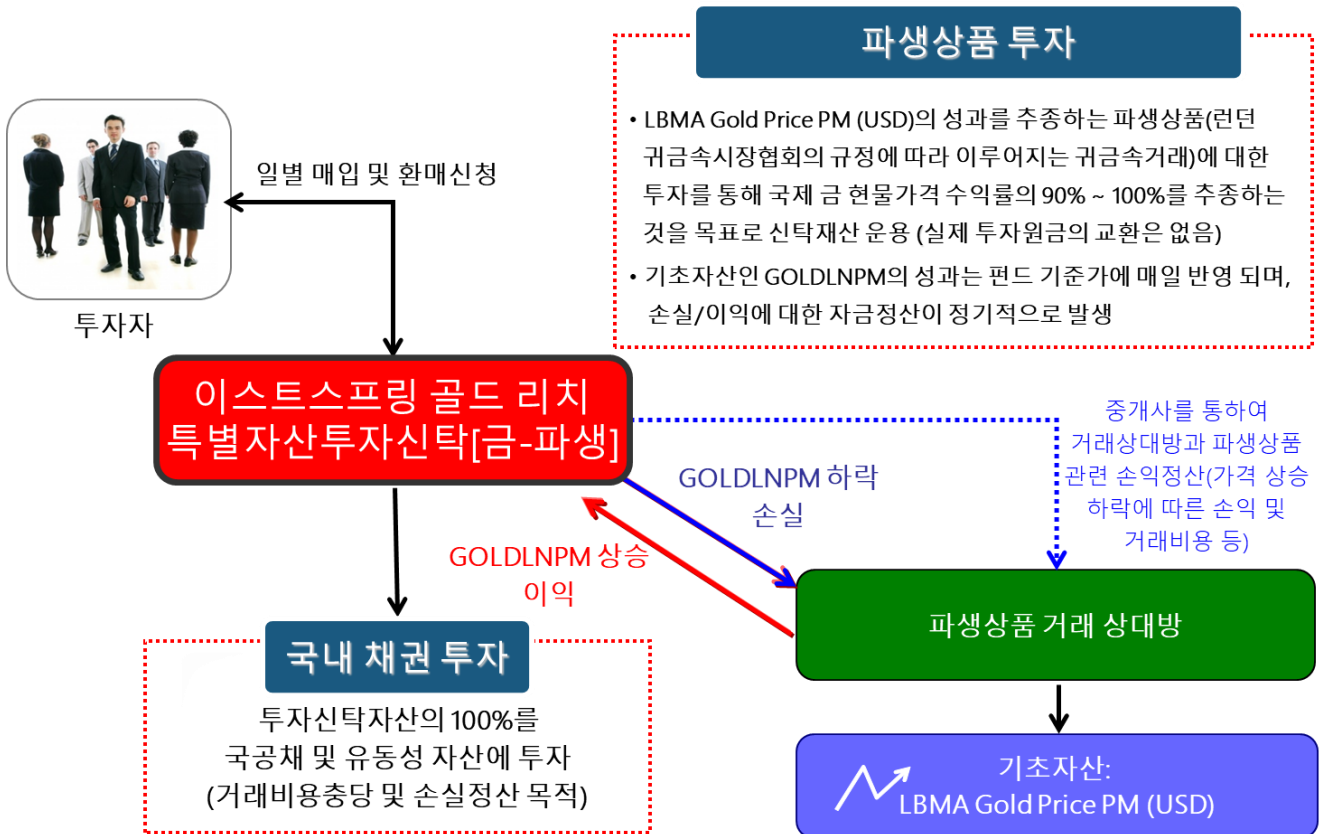 파생상품 투자
• LBMA Gold Price PM (USD)의 성과를 추종하는 파생상품(런던
귀금속시장협회의 규정에 따라 이루어지는 귀금속거래)에 대한
투자를 통해 국제 금 현물가격 수익률의 90% ~ 100%를 추종하는
것을 목표로 신탁재산 운용 (실제 투자원금의 교환은 없음)
• 기초자산인 GOLDLNPM의 성과는 펀드 기준가에 매일 반영 되며,
손실/이익에 대한 자금정산이 정기적으로 발생
일별 매입 및 환매신청
투자자
이스트스프링 골드 리치
특별자산투자신탁[금-파생]
중개사를 통하여
거래상대방과 파생상품
관련 손익정산(가격 상승
하락에 따른 손익 및
거래비용 등)
GOLDLNPM 하락
손실
GOLDLNPM 상승
이익
파생상품 거래 상대방
국내 채권 투자
투자신탁자산의 100%를
국공채 및 유동성 자산에 투자
(거래비용충당 및 손실정산 목적)
기초자산:
LBMA Gold Price PM (USD)